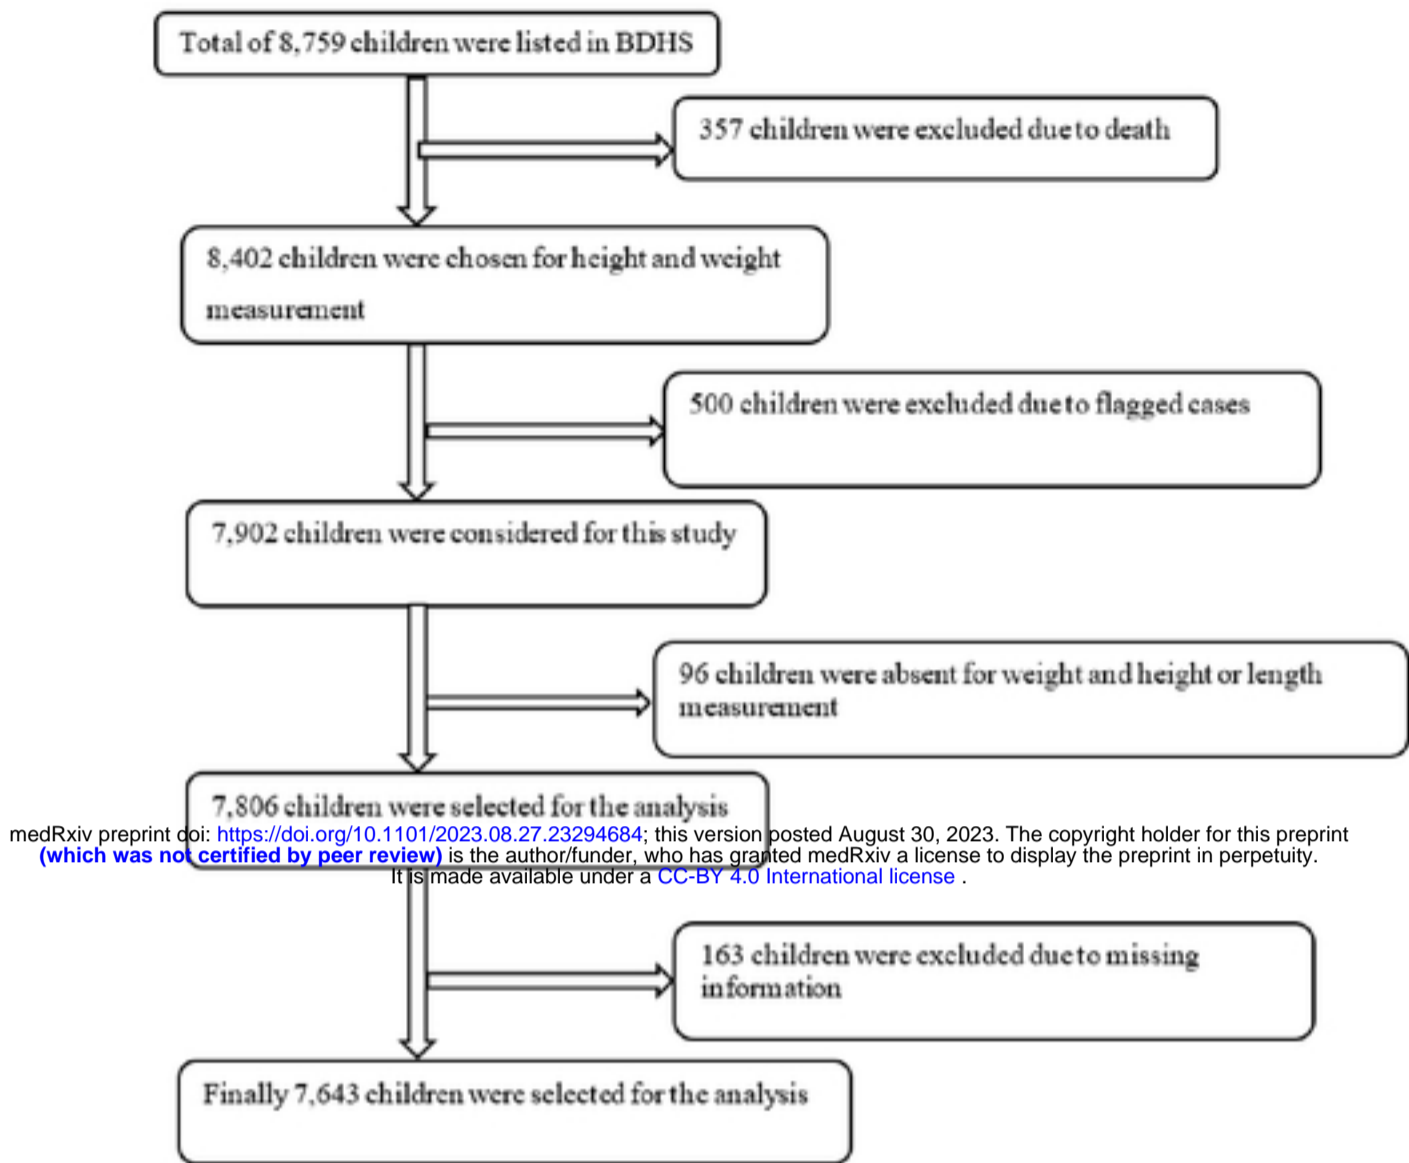 Total of 8,759 children were listed in BDHS
357 children were excluded due to death
8,402 children were chosen for height and weight
measurement
500 children were excluded due to flagged cases
7,902 children were considered for this study
96 children were absent for weight and height or length
measurement
7,806 children were selected for the analysis
medRxiv preprint doi: https://doi.org/10.1101/2023.08.27.23294684; this version posted August 30, 2023. The copyright holder for this preprint
(which was not certified by peer review) is the author/funder, who has granted medRxiv a license to display the preprint in perpetuity.
It is made available under a CC-BY 4.0 International license .
163 children were excluded due to missing
information
Finally 7,643 children were selected for the analysis